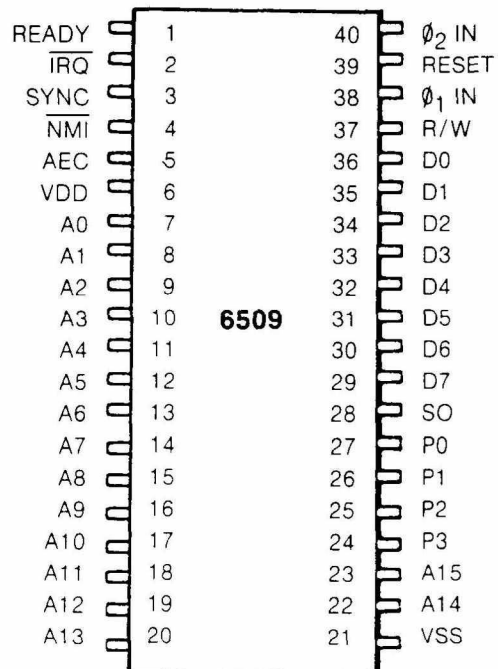 READY 1 40 ∅₂ IN
I̅R̅Q̅ 2 39 RESET
SYNC 3 38 ∅₁ IN
N̅M̅I̅ 4 37 R/W
AEC 5 36 D0
VDD 6 35 D1
A0 7 34 D2
A1 8 33 D3
A2 9 32 D4
A3 10 6509 31 D5
A4 11 30 D6
A5 12 29 D7
A6 13 28 SO
A7 14 27 P0
A8 15 26 P1
A9 16 25 P2
A10 17 24 P3
A11 18 23 A15
A12 19 22 A14
A13 20 21 VSS